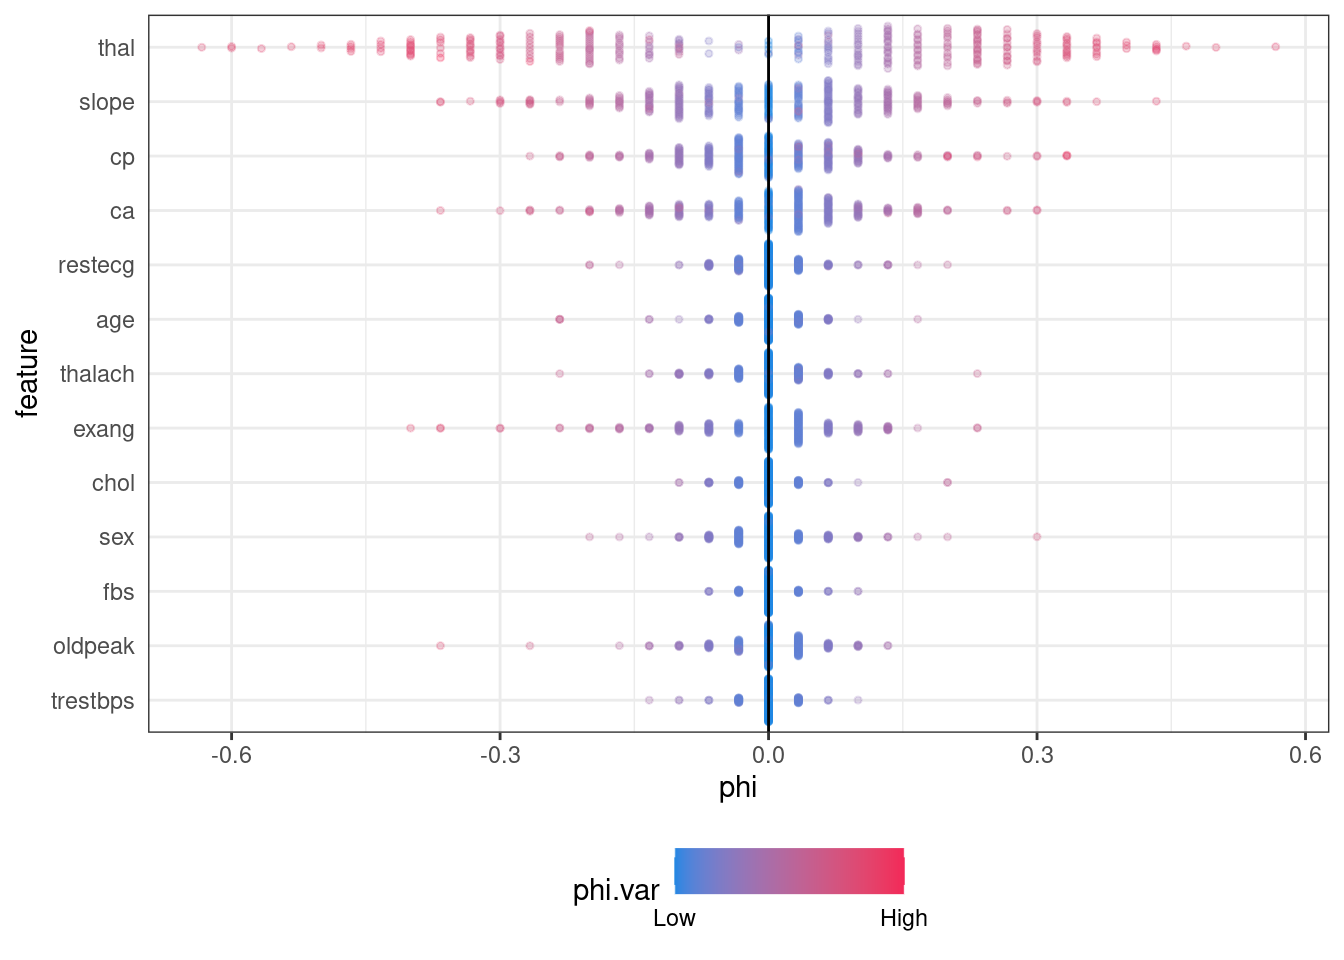 thal
slope
cp
ca
restecg
age
thalach
exang
chol
sex
fbs
oldpeak
trestbps
feature
-0.6 -0.3 0.0 0.3 0.6
phi
phi.var
Low High